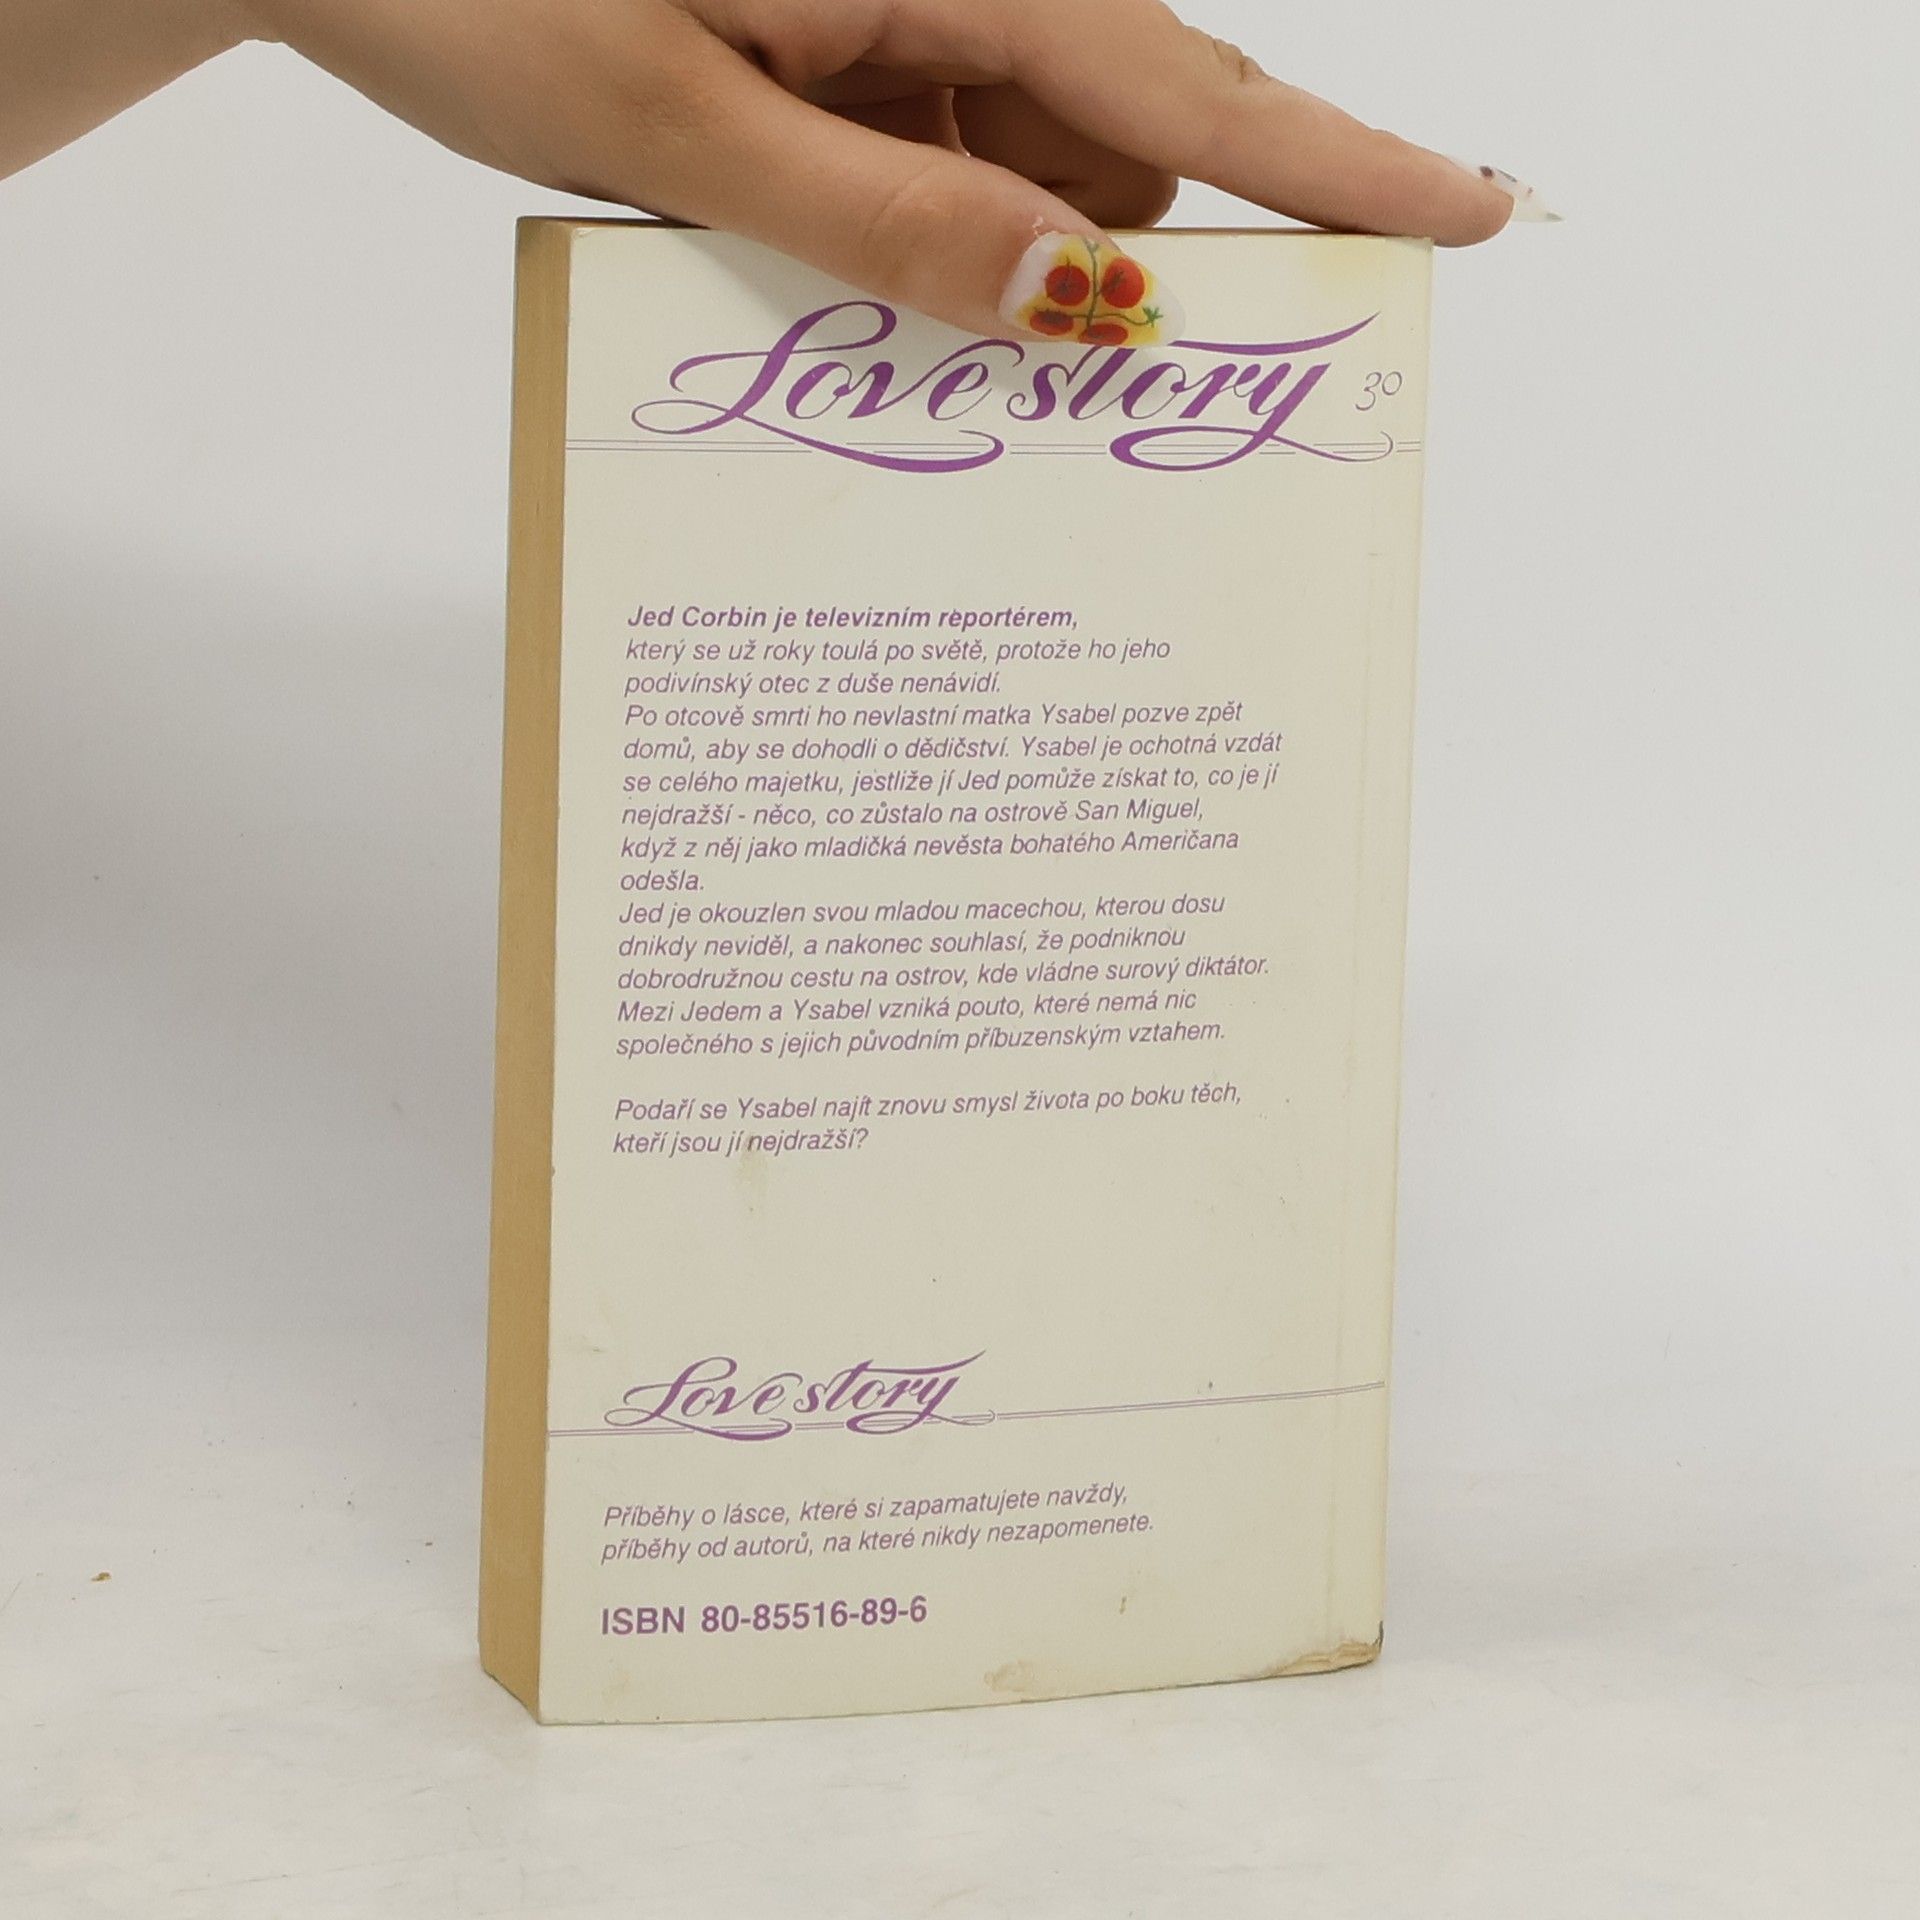 Love story 30
Jed Corbin je televizním reportérem,
který se už roky toulá po světě, protože ho jeho
podivínský otec z duše nenávidí.
Po otcově smrti ho nevlastní matka Ysabel pozve zpět
domů, aby se dohodli o dědičství. Ysabel je ochotná vzdát
se celého majetku, jestliže jí Jed pomůže získat to, co je jí
nejdražší - něco, co zůstalo na ostrově San Miguel,
když z něj jako mladičká nevěsta bohatého Američana
odešla.
Jed je okouzlen svou mladou macechou, kterou dosu
dnikdy neviděl, a nakonec souhlasí, že podniknou
dobrodružnou cestu na ostrov, kde vládne surový diktátor.
Mezi Jedem a Ysabel vzniká pouto, které nemá nic
společného s jejich původním příbuzenským vztahem.
Podaří se Ysabel najít znovu smysl života po boku těch,
kteří jsou jí nejdražší?
Love story
Příběhy o lásce, které si zapamatujete navždy,
příběhy od autorů, na které nikdy nezapomenete.
ISBN 80-85516-89-6